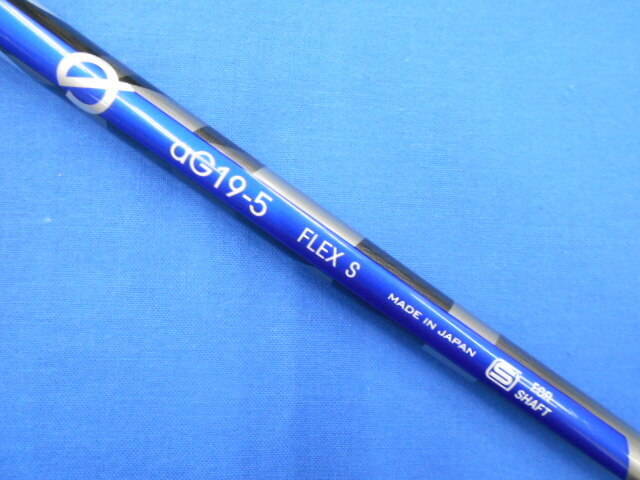 aG19-5
FLEX S
MADE IN JAPAN
S
SHAFT